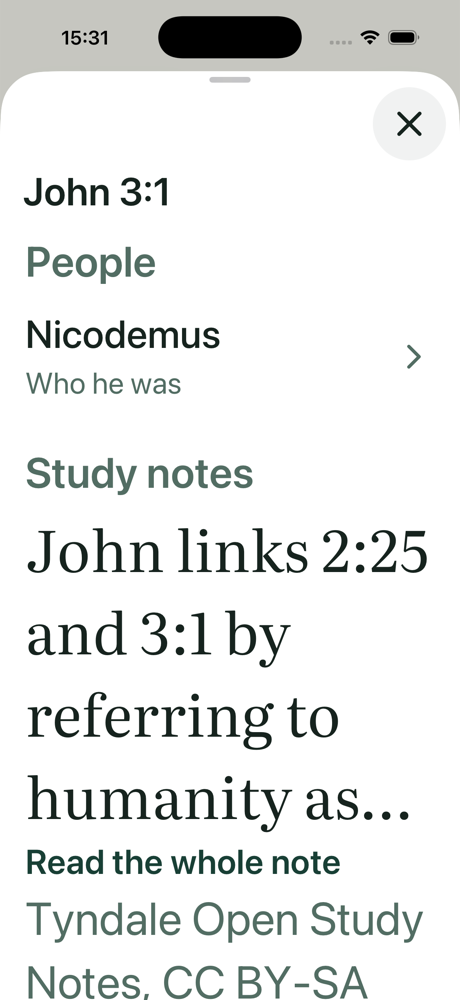 15:31
John 3:1
People
Nicodemus
Who he was
Study notes
John links 2:25
and 3:1 by
referring to
humanity as...
Read the whole note
Tyndale Open Study
Notes, CC BY-SA